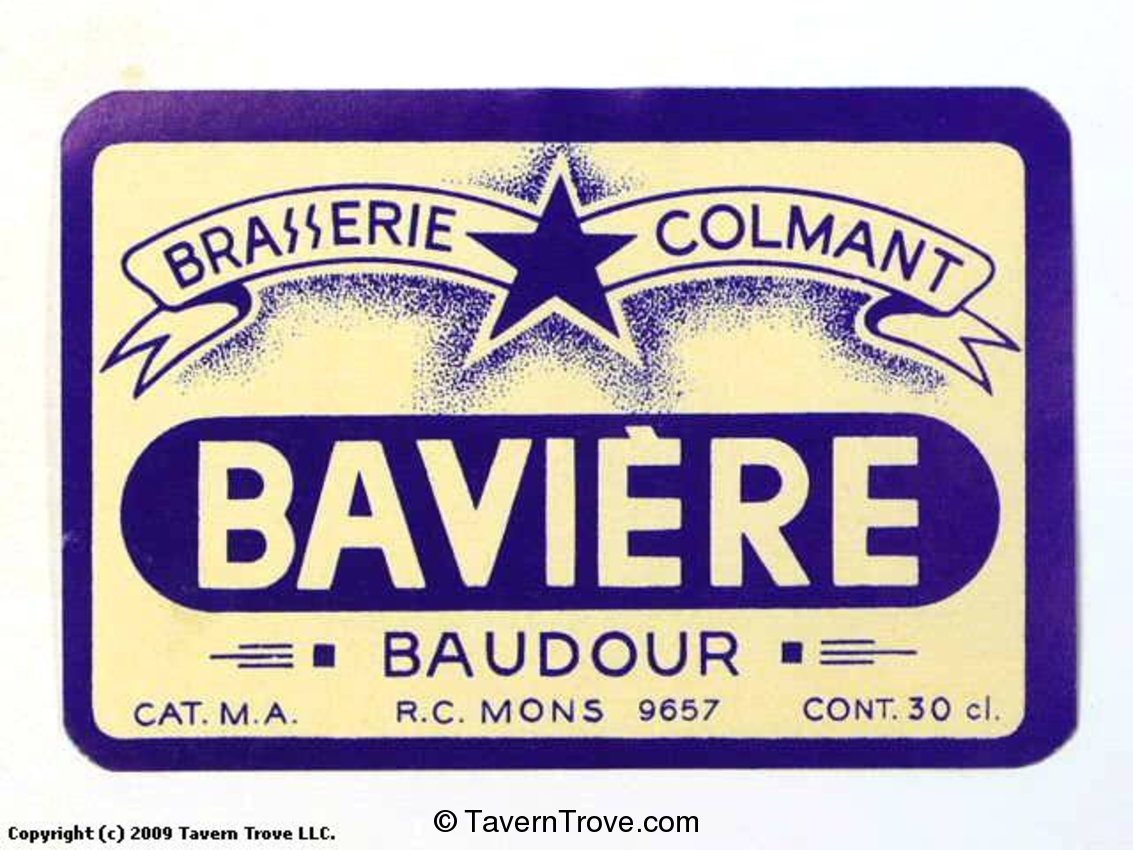 BRASSERIE COLMANT
BAVIÈRE
BAUDOUR
CAT. M.A. R.C. MONS 9657 CONT. 30 cl.
© TavernTrove.com
Copyright (c) 2009 Tavern Trove LLC.